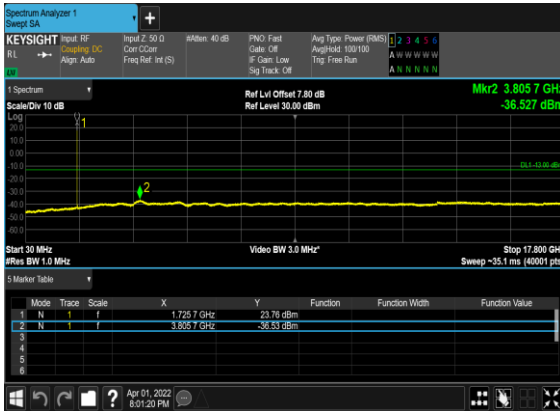 Spectrum Analyzer 1
Swept SA
+
KEYSIGHT
RL
Input: RF
Coupling: DC
Align: Auto
Input Z: 50 Ω
Corr CCorr
Freq Ref: Int (S)
#Atten: 40 dB
PNO: Fast
Gate: Off
IF Gain: Low
Sig Track: Off
Avg Type: Power (RMS)
Avg|Hold: 100/100
Trig: Free Run
1 2 3 4 5 6
A W W W W W
A N N N N N
1 Spectrum
Scale/Div 10 dB
Ref Lvl Offset 7.80 dB
Ref Level 30.00 dBm
Mkr2 3.805 7 GHz
-36.527 dBm
Log
20.0
10.0
0.00
-10.0
-20.0
-30.0
-40.0
-50.0
-60.0
1
2
DL1 -13.00 dBm
Start 30 MHz
#Res BW 1.0 MHz
Video BW 3.0 MHz*
Stop 17.800 GHz
Sweep ~35.1 ms (40001 pts)
5 Marker Table
Mode Trace Scale X Y Function Function Width Function Value
1 N 1 f 1.725 7 GHz 23.76 dBm
2 N 1 f 3.805 7 GHz -36.53 dBm
3
4
5
6
?
Apr 01, 2022
8:01:20 PM